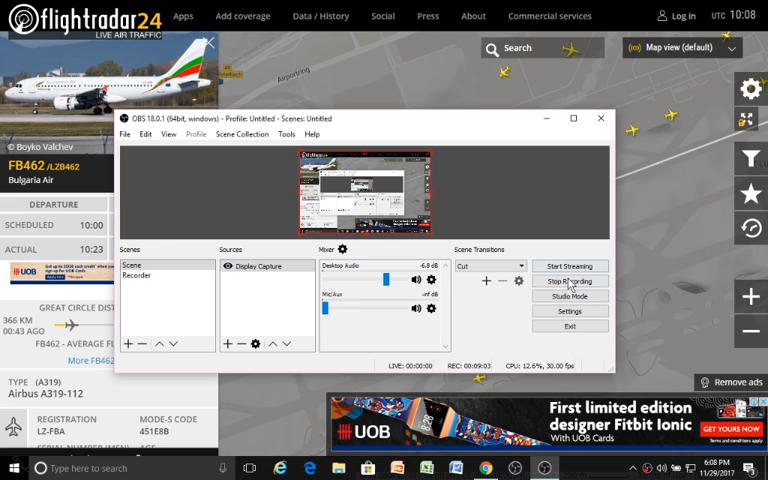 flightradar24
LIVE AIR TRAFFIC
Apps
Add coverage
Data / History
Social
Press
About
Commercial services
Log in
UTC 10:08
Search
Map view (default)
Airportring
© Boyko Valchev
FB462 /LZB462
Bulgaria Air
DEPARTURE
SCHEDULED 10:00
ACTUAL 10:23
UOB
GREAT CIRCLE DIST
366 KM
00:43 AGO
FB462 - AVERAGE FL
More FB462
TYPE (A319)
Airbus A319-112
REGISTRATION
LZ-FBA
MODE-S CODE
451E8B
OBS 18.0.1 (64bit, windows) - Profile: Untitled - Scenes: Untitled
File Edit View Profile Scene Collection Tools Help
Scenes
Scene
Recorder
Sources
Display Capture
Mixer
Desktop Audio -6.8 dB
Mic/Aux -inf dB
Scene Transitions
Cut
Start Streaming
Stop Recording
Studio Mode
Settings
Exit
LIVE: 00:00:00 REC: 00:09:03 CPU: 12.6%, 30.00 fps
Remove ads
UOB
First limited edition
designer Fitbit Ionic
With UOB Cards
GET YOURS NOW
Terms and conditions apply
Type here to search
6:08 PM
11/29/2017